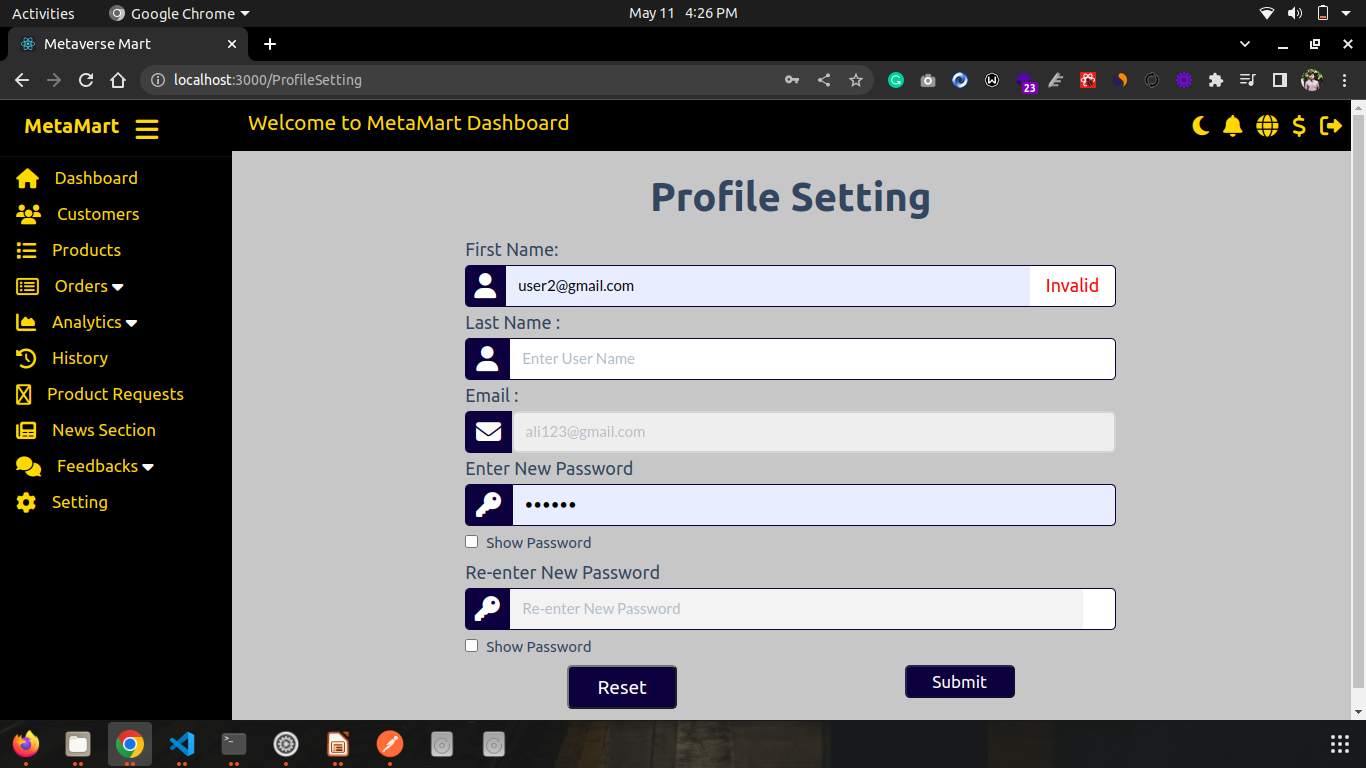 Activities Google Chrome May 11 4:26 PM
Metaverse Mart
localhost:3000/ProfileSetting
23
MetaMart Welcome to MetaMart Dashboard
Dashboard
Customers
Products
Orders
Analytics
History
Product Requests
News Section
Feedbacks
Setting
Profile Setting
First Name:
user2@gmail.com Invalid
Last Name :
Enter User Name
Email :
ali123@gmail.com
Enter New Password
••••••
Show Password
Re-enter New Password
Re-enter New Password
Show Password
Reset Submit